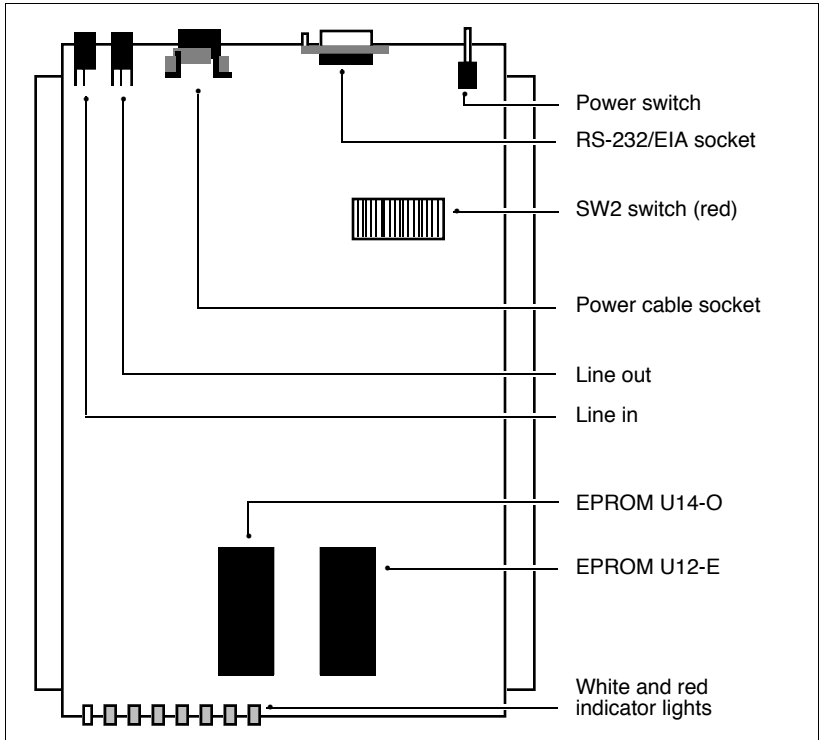 Power switch
RS-232/EIA socket
SW2 switch (red)
Power cable socket
Line out
Line in
EPROM U14-O
EPROM U12-E
White and red
indicator lights